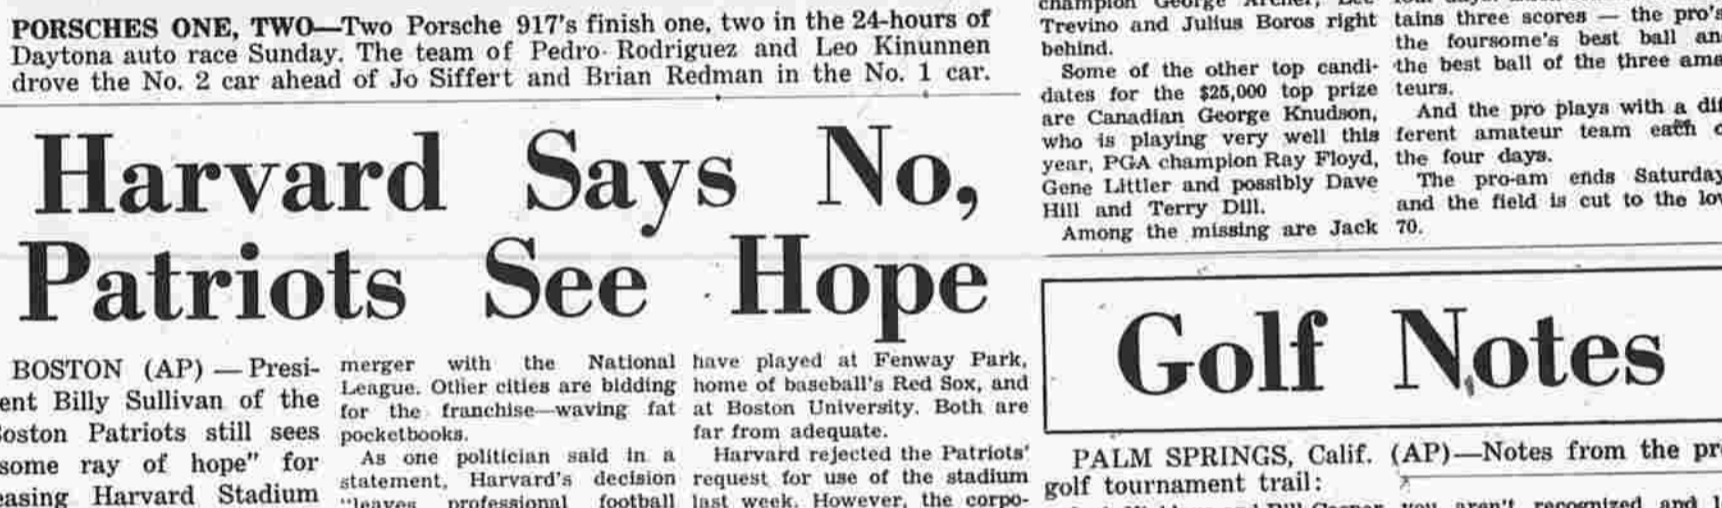 PORSCHES ONE, TWO—Two Porsche 917's finish one, two in the 24-hours of
Daytona auto race Sunday. The team of Pedro Rodriguez and Leo Kinunnen
drove the No. 2 car ahead of Jo Siffert and Brian Redman in the No. 1 car.
Harvard Says No,
Patriots See Hope
BOSTON (AP) — Presi-
ent Billy Sullivan of the
oston Patriots still sees
some ray of hope" for
easing Harvard Stadium
merger with the National
League. Other cities are bidding
for the franchise—waving fat
pocketbooks.
As one politician said in a
statement, Harvard's decision
"leaves professional football
have played at Fenway Park,
home of baseball's Red Sox, and
at Boston University. Both are
far from adequate.
Harvard rejected the Patriots'
request for use of the stadium
last week. However, the corpo-
champion George
Trevino and Julius Boros right
behind.
Some of the other top candi-
dates for the $25,000 top prize
are Canadian George Knudson,
who is playing very well this
year, PGA champion Ray Floyd,
Gene Littler and possibly Dave
Hill and Terry Dill.
Among the missing are Jack
tains three scores — the pro's
the foursome's best ball an
the best ball of the three ama
teurs.
And the pro plays with a dif
ferent amateur team each o
the four days.
The pro-am ends Saturday
and the field is cut to the lo
70.
Golf Notes
PALM SPRINGS, Calif. (AP)—Notes from the pr
golf tournament trail:
you aren't recognized and